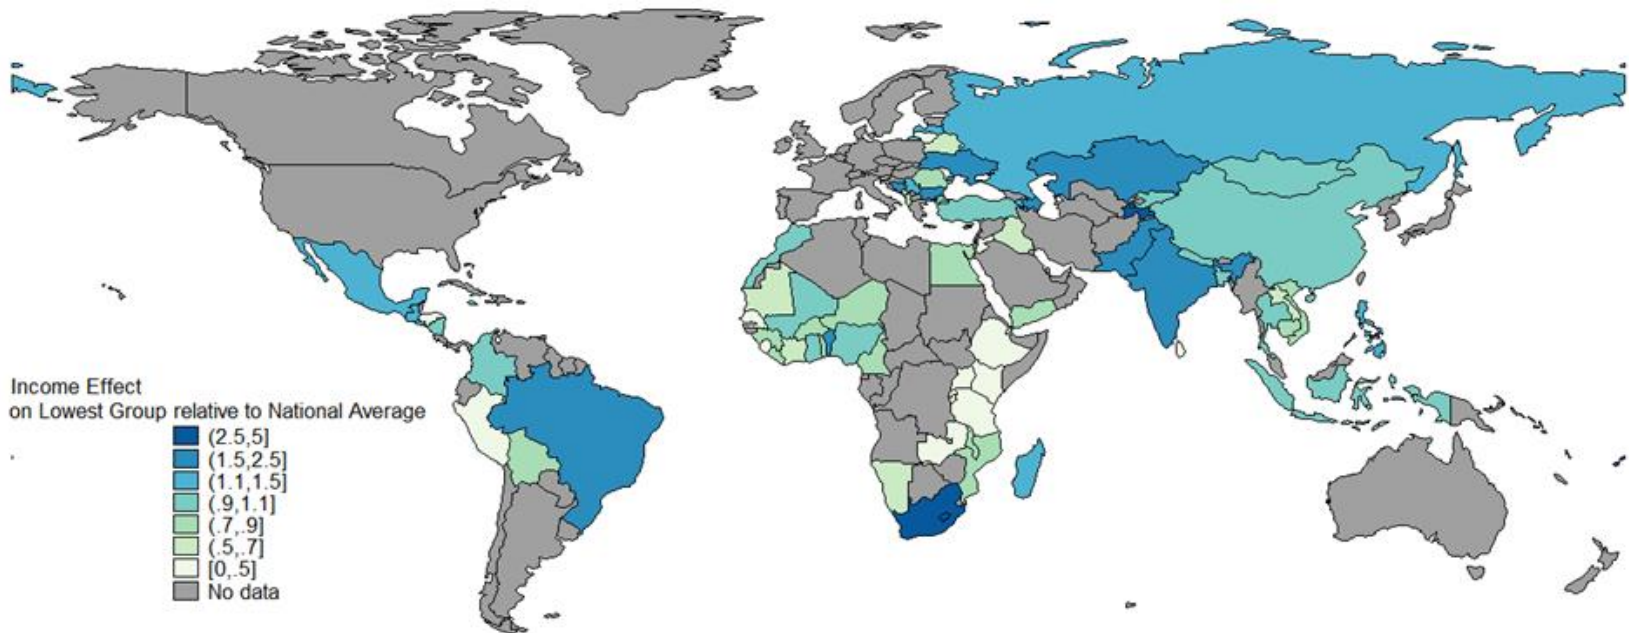 Income Effect
on Lowest Group relative to National Average
(2.5,5]
(1.5,2.5]
(1.1,1.5]
(.9,1.1]
(.7,.9]
(.5,.7]
[0,.5]
No data